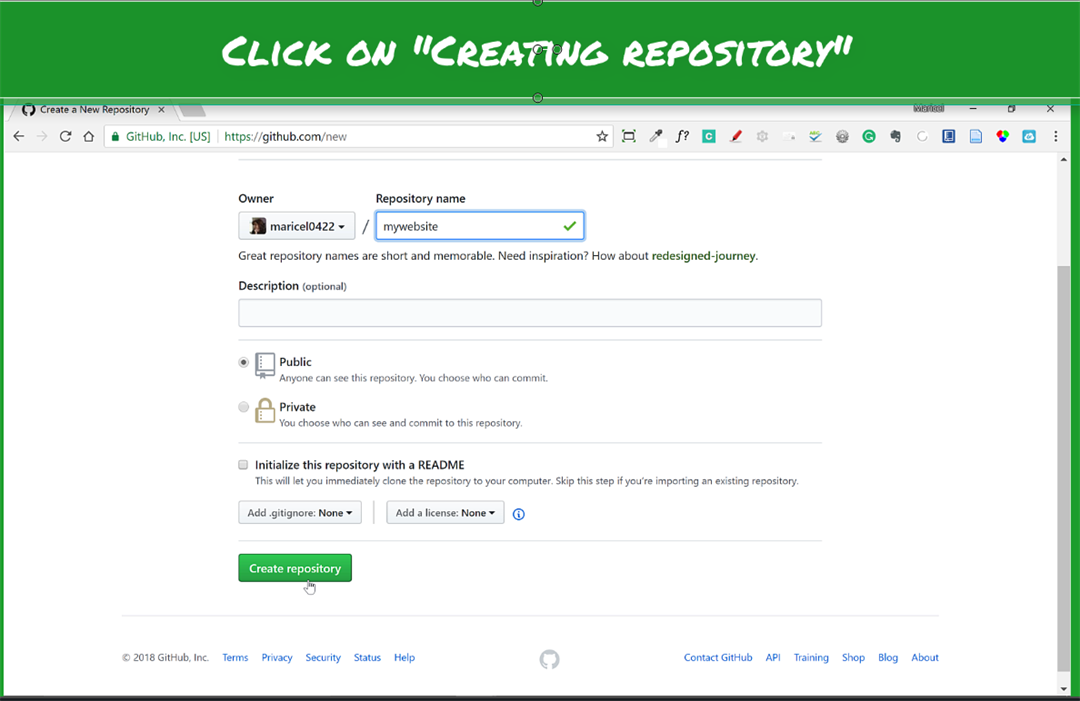 Click on "Creating repository"
Create a New Repository
Maricel
GitHub, Inc. [US] https://github.com/new
Owner Repository name
maricel0422 / mywebsite
Great repository names are short and memorable. Need inspiration? How about redesigned-journey.
Description (optional)
Public
Anyone can see this repository. You choose who can commit.
Private
You choose who can see and commit to this repository.
Initialize this repository with a README
This will let you immediately clone the repository to your computer. Skip this step if you're importing an existing repository.
Add .gitignore: None Add a license: None
Create repository
© 2018 GitHub, Inc. Terms Privacy Security Status Help Contact GitHub API Training Shop Blog About